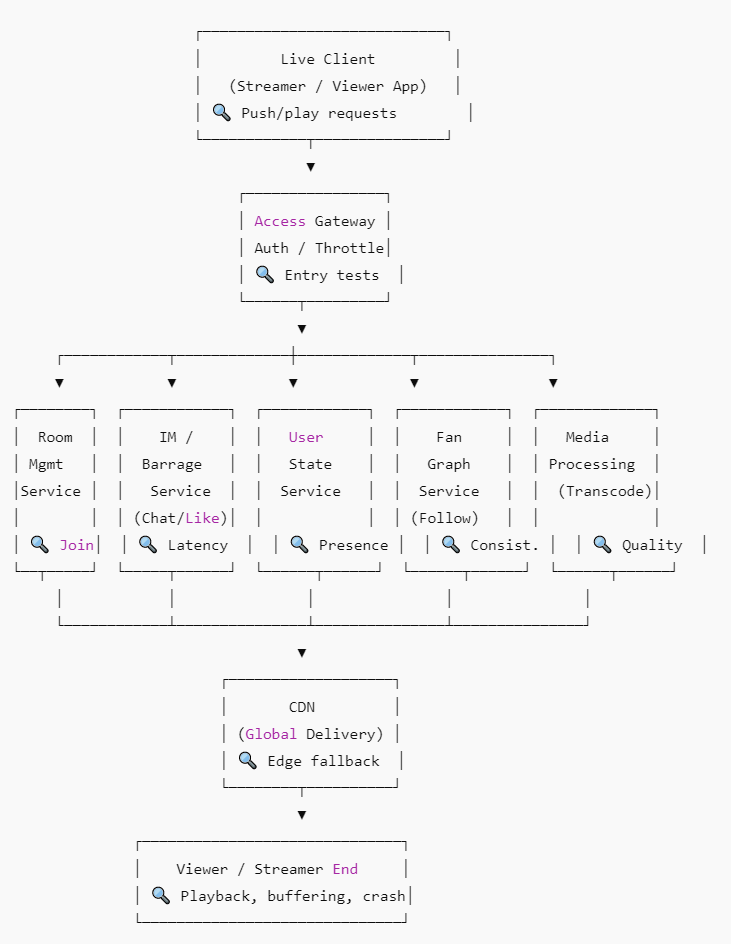 Live Client
(Streamer / Viewer App)
🔍 Push/play requests
Access Gateway
Auth / Throttle
🔍 Entry tests
Room
Mgmt
Service
🔍 Join
IM /
Barrage
Service
(Chat/Like)
🔍 Latency
User
State
Service
🔍 Presence
Fan
Graph
Service
(Follow)
🔍 Consist.
Media
Processing
(Transcode)
🔍 Quality
CDN
(Global Delivery)
🔍 Edge fallback
Viewer / Streamer End
🔍 Playback, buffering, crash